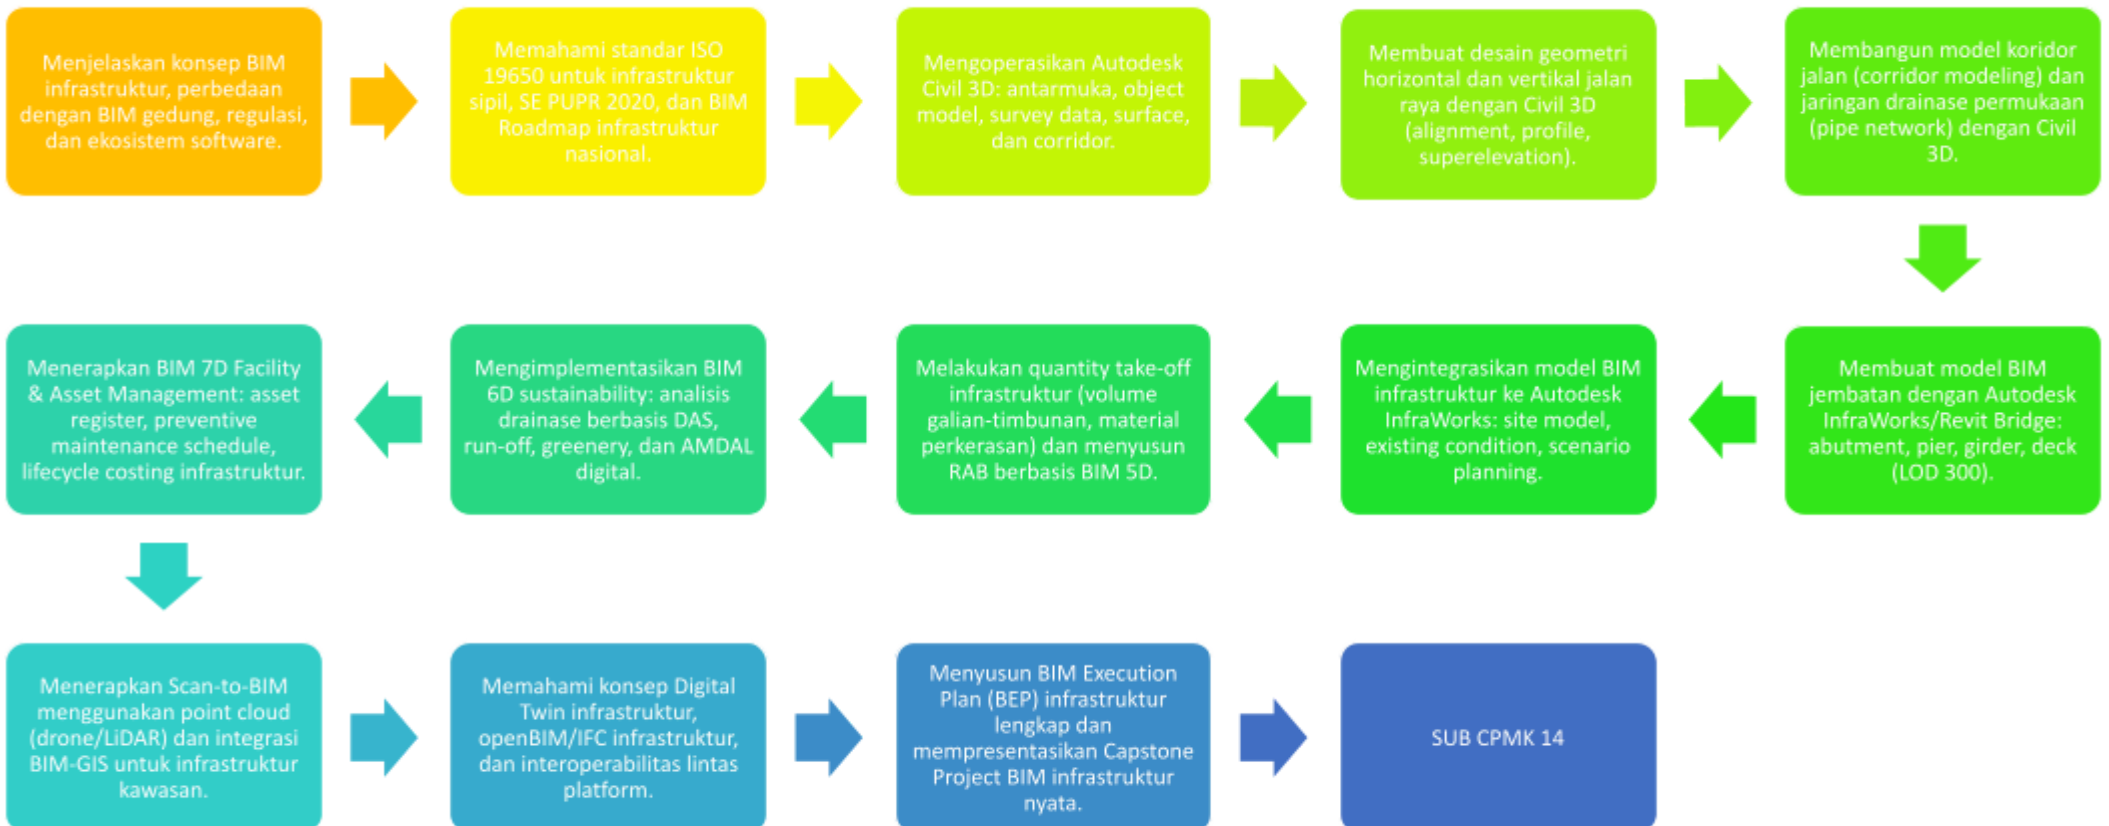 Menjelaskan konsep BIM
infrastruktur, perbedaan
dengan BIM gedung, regulasi,
dan ekosistem software.
Memahami standar ISO
19650 untuk infrastruktur
sipil, SE PUPR 2020, dan BIM
Roadmap infrastruktur
nasional.
Mengoperasikan Autodesk
Civil 3D: antarmuka, object
model, survey data, surface,
dan corridor.
Membuat desain geometri
horizontal dan vertikal jalan
raya dengan Civil 3D
(alignment, profile,
superelevation).
Membangun model koridor
jalan (corridor modeling) dan
jaringan drainase permukaan
(pipe network) dengan Civil
3D.
Membuat model BIM
jembatan dengan Autodesk
InfraWorks/Revit Bridge:
abutment, pier, girder, deck
(LOD 300).
Mengintegrasikan model BIM
infrastruktur ke Autodesk
InfraWorks: site model,
existing condition, scenario
planning.
Melakukan quantity take-off
infrastruktur (volume
galian-timbunan, material
perkerasan) dan menyusun
RAB berbasis BIM 5D.
Mengimplementasikan BIM
6D sustainability: analisis
drainase berbasis DAS,
run-off, greenery, dan AMDAL
digital.
Menerapkan BIM 7D Facility
& Asset Management: asset
register, preventive
maintenance schedule,
lifecycle costing infrastruktur.
Menerapkan Scan-to-BIM
menggunakan point cloud
(drone/LiDAR) dan integrasi
BIM-GIS untuk infrastruktur
kawasan.
Memahami konsep Digital
Twin infrastruktur,
openBIM/IFC infrastruktur,
dan interoperabilitas lintas
platform.
Menyusun BIM Execution
Plan (BEP) infrastruktur
lengkap dan
mempresentasikan Capstone
Project BIM infrastruktur
nyata.
SUB CPMK 14